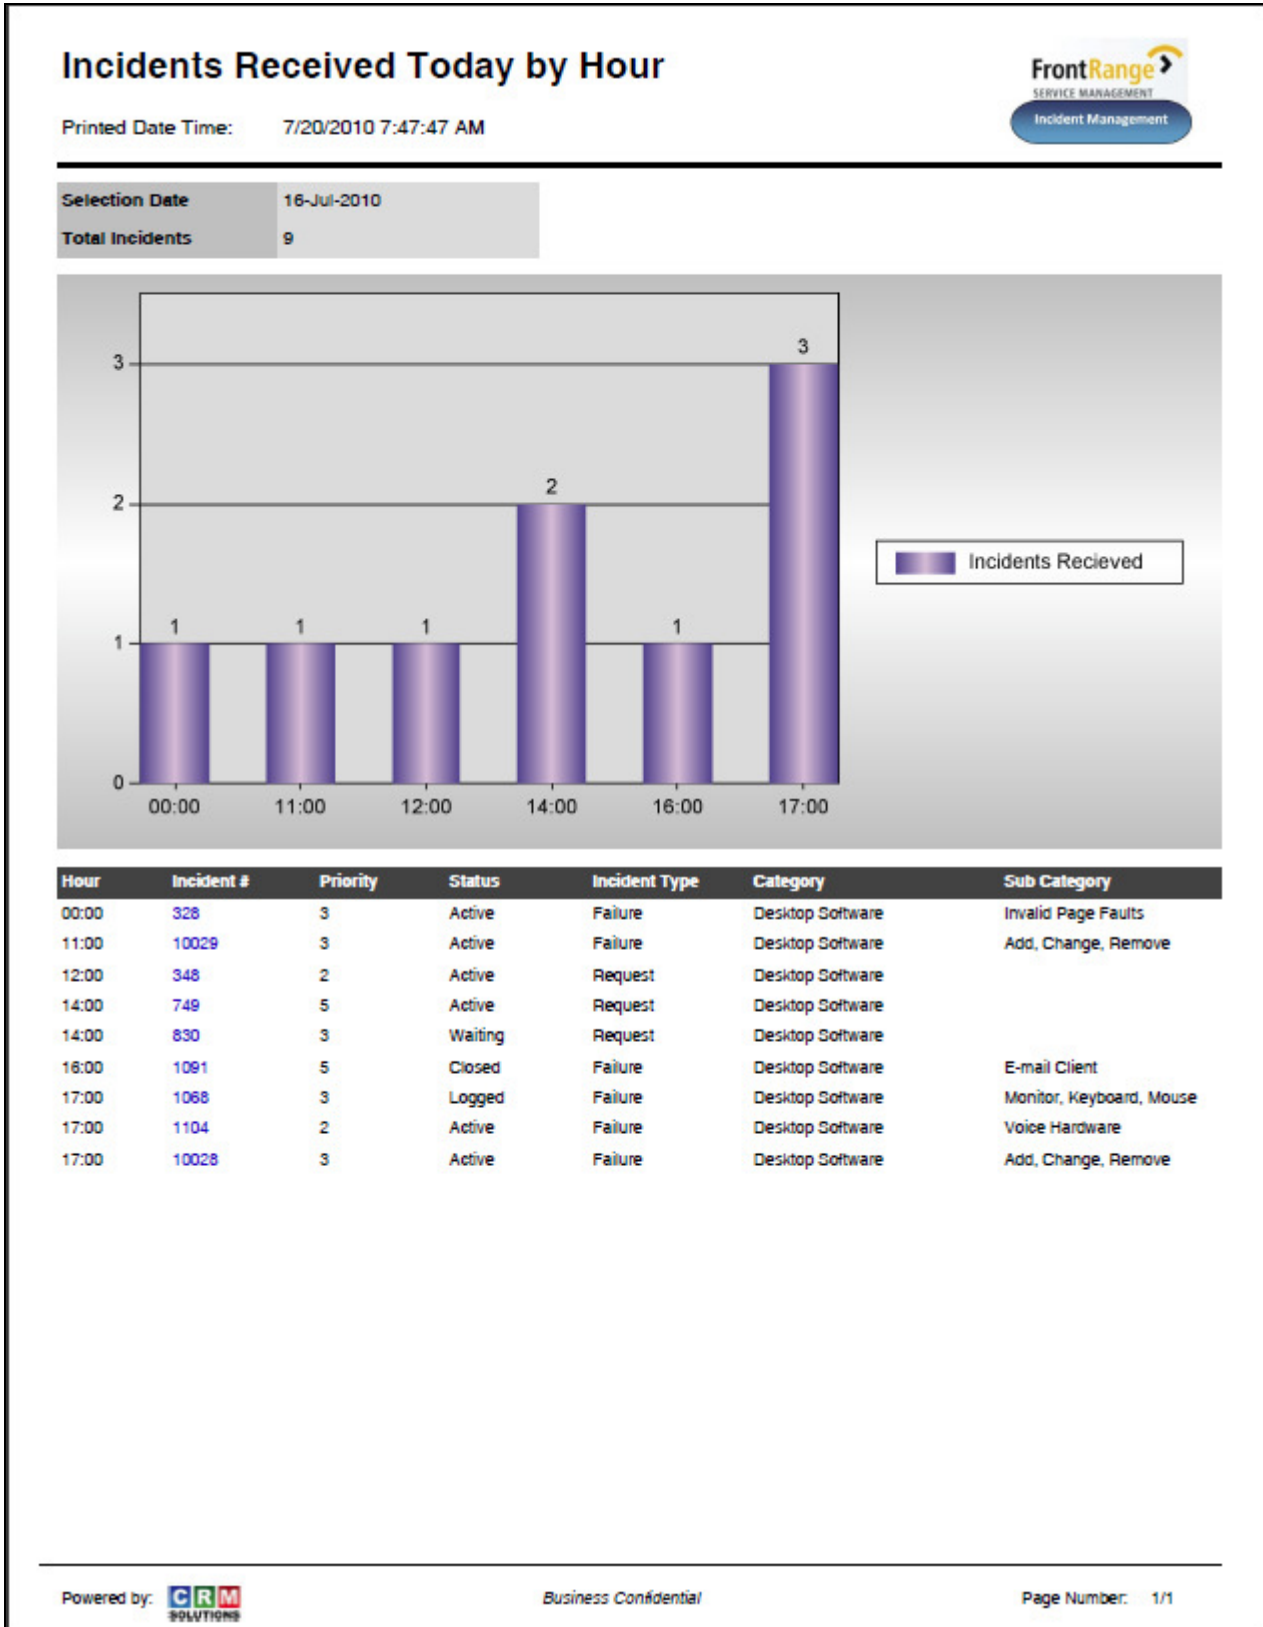 Incidents Received Today by Hour
FrontRange
SERVICE MANAGEMENT
Incident Management
Printed Date Time: 7/20/2010 7:47:47 AM
Selection Date 16-Jul-2010
Total Incidents 9
3
2
1
0
1
1
1
2
1
3
00:00 11:00 12:00 14:00 16:00 17:00
Incidents Recieved
Hour Incident # Priority Status Incident Type Category Sub Category
00:00 328 3 Active Failure Desktop Software Invalid Page Faults
11:00 10029 3 Active Failure Desktop Software Add, Change, Remove
12:00 348 2 Active Request Desktop Software
14:00 749 5 Active Request Desktop Software
14:00 830 3 Waiting Request Desktop Software
16:00 1091 5 Closed Failure Desktop Software E-mail Client
17:00 1068 3 Logged Failure Desktop Software Monitor, Keyboard, Mouse
17:00 1104 2 Active Failure Desktop Software Voice Hardware
17:00 10028 3 Active Failure Desktop Software Add, Change, Remove
Powered by: CRM SOLUTIONS Business Confidential Page Number: 1/1